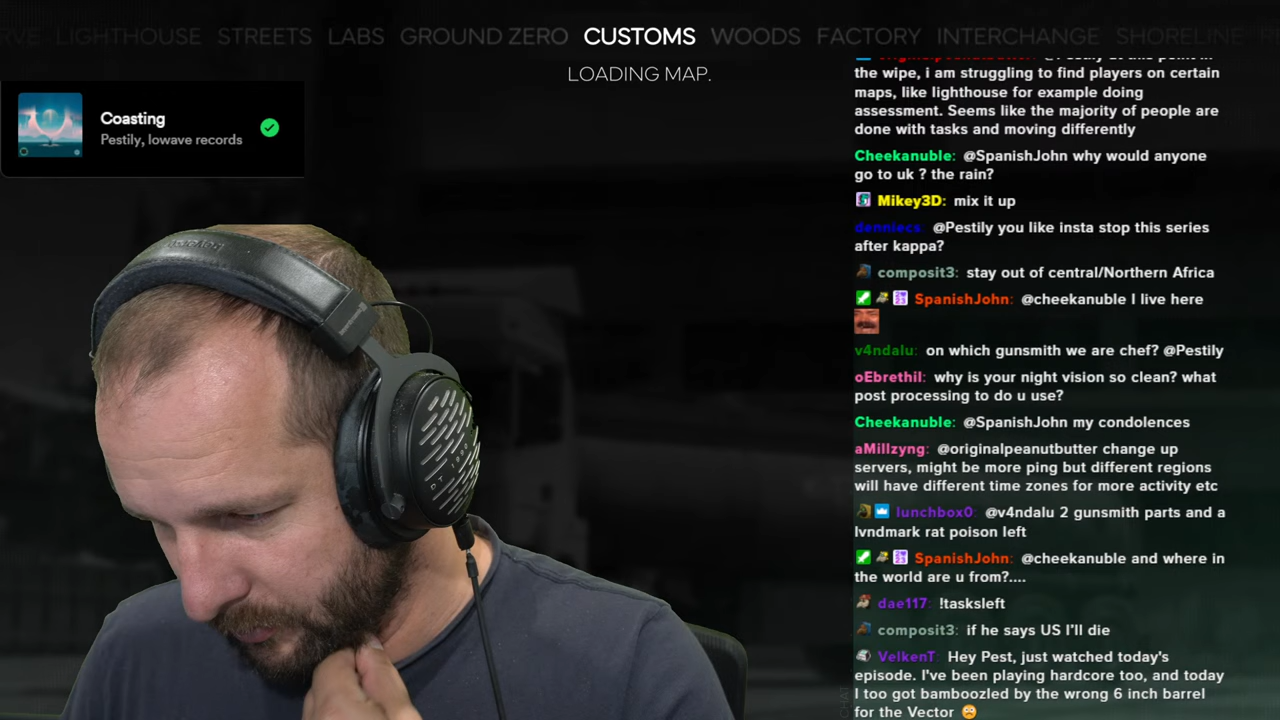 RVE LIGHTHOUSE STREETS LABS GROUND ZERO CUSTOMS WOODS FACTORY INTERCHANGE SHORELINE
LOADING MAP.
Coasting
Pestily, lowave records
DT 1990
the wipe, i am struggling to find players on certain
maps, like lighthouse for example doing
assessment. Seems like the majority of people are
done with tasks and moving differently
Cheekanuble: @SpanishJohn why would anyone
go to uk ? the rain?
Mikey3D: mix it up
denniecs: @Pestily you like insta stop this series
after kappa?
composit3: stay out of central/Northern Africa
SpanishJohn: @cheekanuble I live here
v4ndalu: on which gunsmith we are chef? @Pestily
oEbrethil: why is your night vision so clean? what
post processing to do u use?
Cheekanuble: @SpanishJohn my condolences
aMillzyng: @originalpeanutbutter change up
servers, might be more ping but different regions
will have different time zones for more activity etc
lunchbox0: @v4ndalu 2 gunsmith parts and a
lvndmark rat poison left
SpanishJohn: @cheekanuble and where in
the world are u from?....
dae117: !tasksleft
composit3: if he says US I'll die
VelkenT: Hey Pest, just watched today's
episode. I've been playing hardcore too, and today
I too got bamboozled by the wrong 6 inch barrel
for the Vector
CHAT